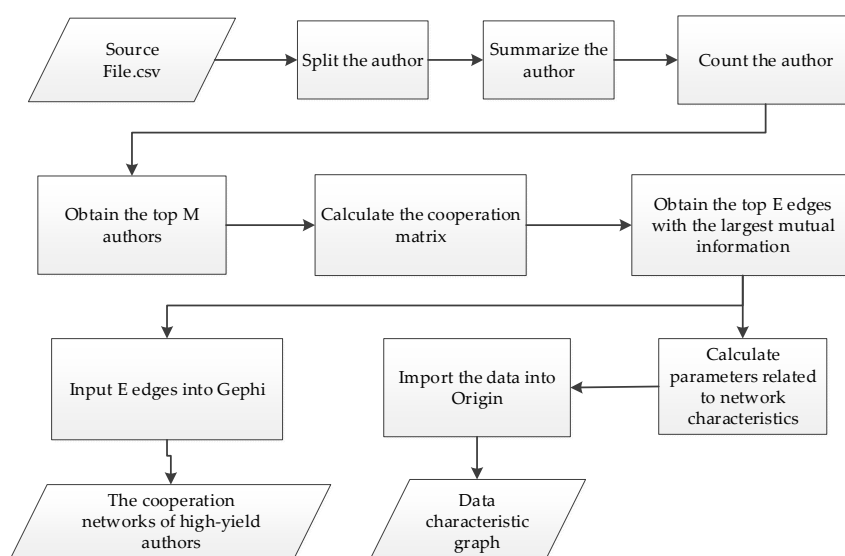 Source
File.csv
Split the author
Summarize the
author
Count the author
Obtain the top M
authors
Calculate the cooperation
matrix
Obtain the top E edges
with the largest mutual
information
Input E edges into Gephi
Import the data into
Origin
Calculate
parameters related
to network
characteristics
The cooperation
networks of high-yield
authors
Data
characteristic
graph